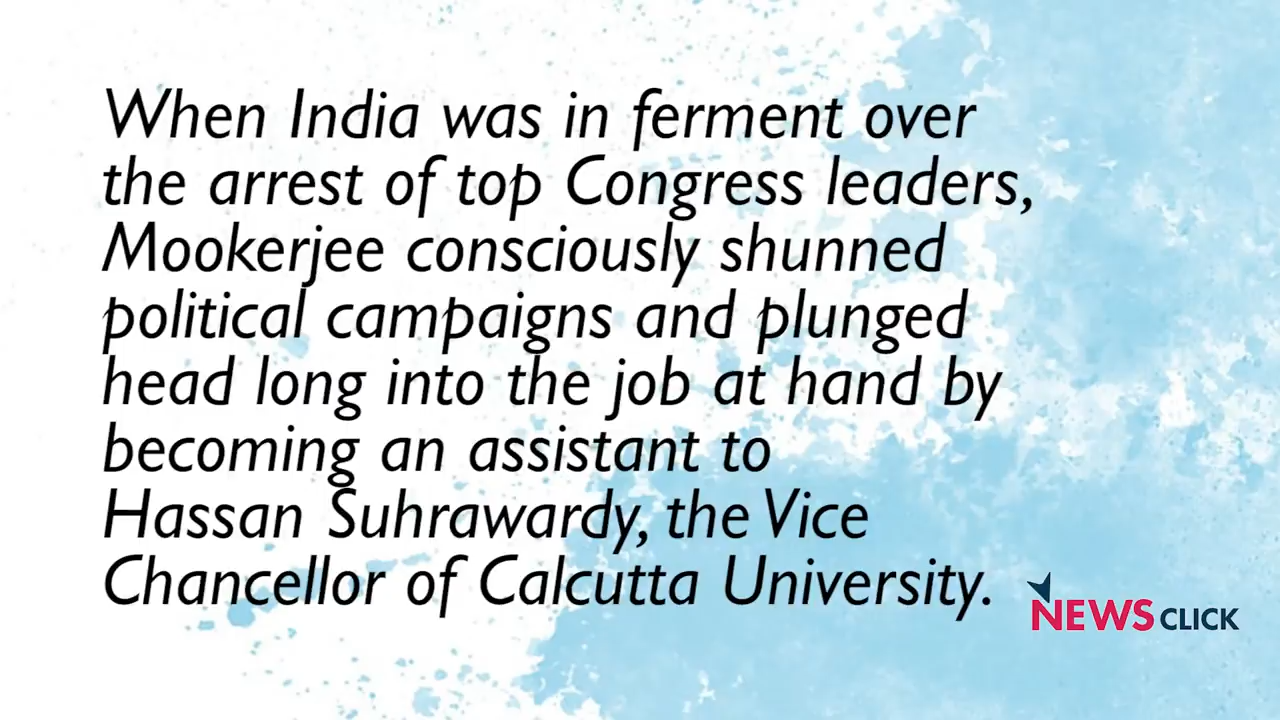 When India was in ferment over
the arrest of top Congress leaders,
Mookerjee consciously shunned
political campaigns and plunged
head long into the job at hand by
becoming an assistant to
Hassan Suhrawardy, the Vice
Chancellor of Calcutta University.
NEWS CLICK